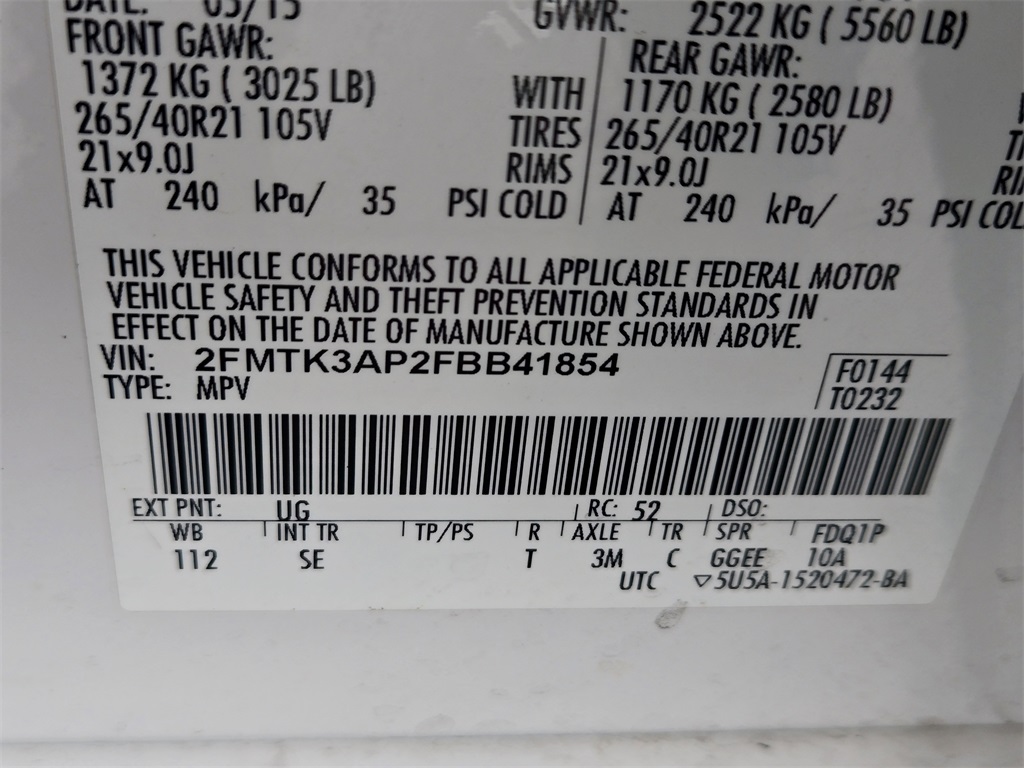 DATE: 05/15
GVWR: 2522 KG ( 5560 LB)
FRONT GAWR:
REAR GAWR:
1372 KG ( 3025 LB) WITH 1170 KG ( 2580 LB)
265/40R21 105V TIRES 265/40R21 105V
21x9.0J RIMS 21x9.0J
AT 240 kPa/ 35 PSI COLD AT 240 kPa/ 35 PSI COL
THIS VEHICLE CONFORMS TO ALL APPLICABLE FEDERAL MOTOR
VEHICLE SAFETY AND THEFT PREVENTION STANDARDS IN
EFFECT ON THE DATE OF MANUFACTURE SHOWN ABOVE.
VIN: 2FMTK3AP2FBB41854
TYPE: MPV
F0144
T0232
EXT PNT: UG RC: 52 DSO:
WB INT TR TP/PS R AXLE TR SPR FDQ1P
112 SE T 3M C GGEE 10A
UTC ▽5U5A-1520472-BA